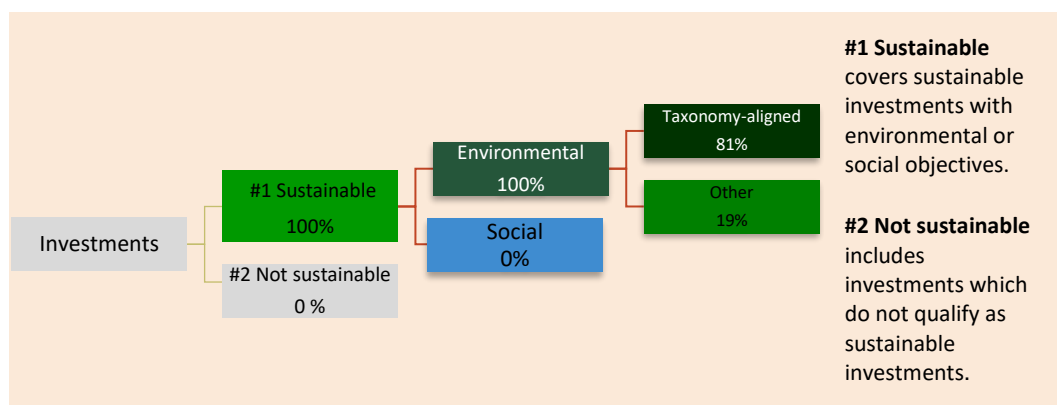 Investments
#1 Sustainable
100%
#2 Not sustainable
0 %
Environmental
100%
Social
0%
Taxonomy-aligned
81%
Other
19%
#1 Sustainable
covers sustainable
investments with
environmental or
social objectives.
#2 Not sustainable
includes
investments which
do not qualify as
sustainable
investments.